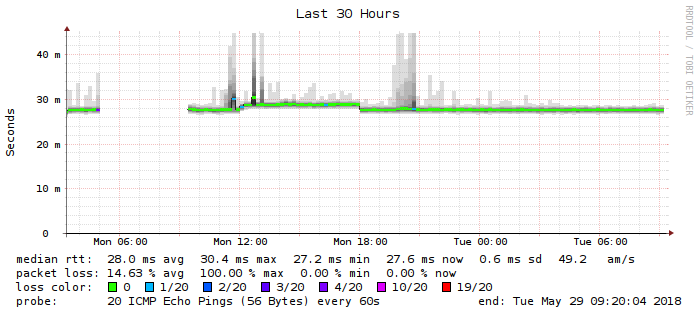 Last 30 Hours
RRDTOOL / TOBI OETIKER
Seconds
40 m
30 m
20 m
10 m
0
Mon 06:00 Mon 12:00 Mon 18:00 Tue 00:00 Tue 06:00
median rtt: 28.0 ms avg 30.4 ms max 27.2 ms min 27.6 ms now 0.6 ms sd 49.2 am/s
packet loss: 14.63 % avg 100.00 % max 0.00 % min 0.00 % now
loss color: 0 1/20 2/20 3/20 4/20 10/20 19/20
probe: 20 ICMP Echo Pings (56 Bytes) every 60s end: Tue May 29 09:20:04 2018